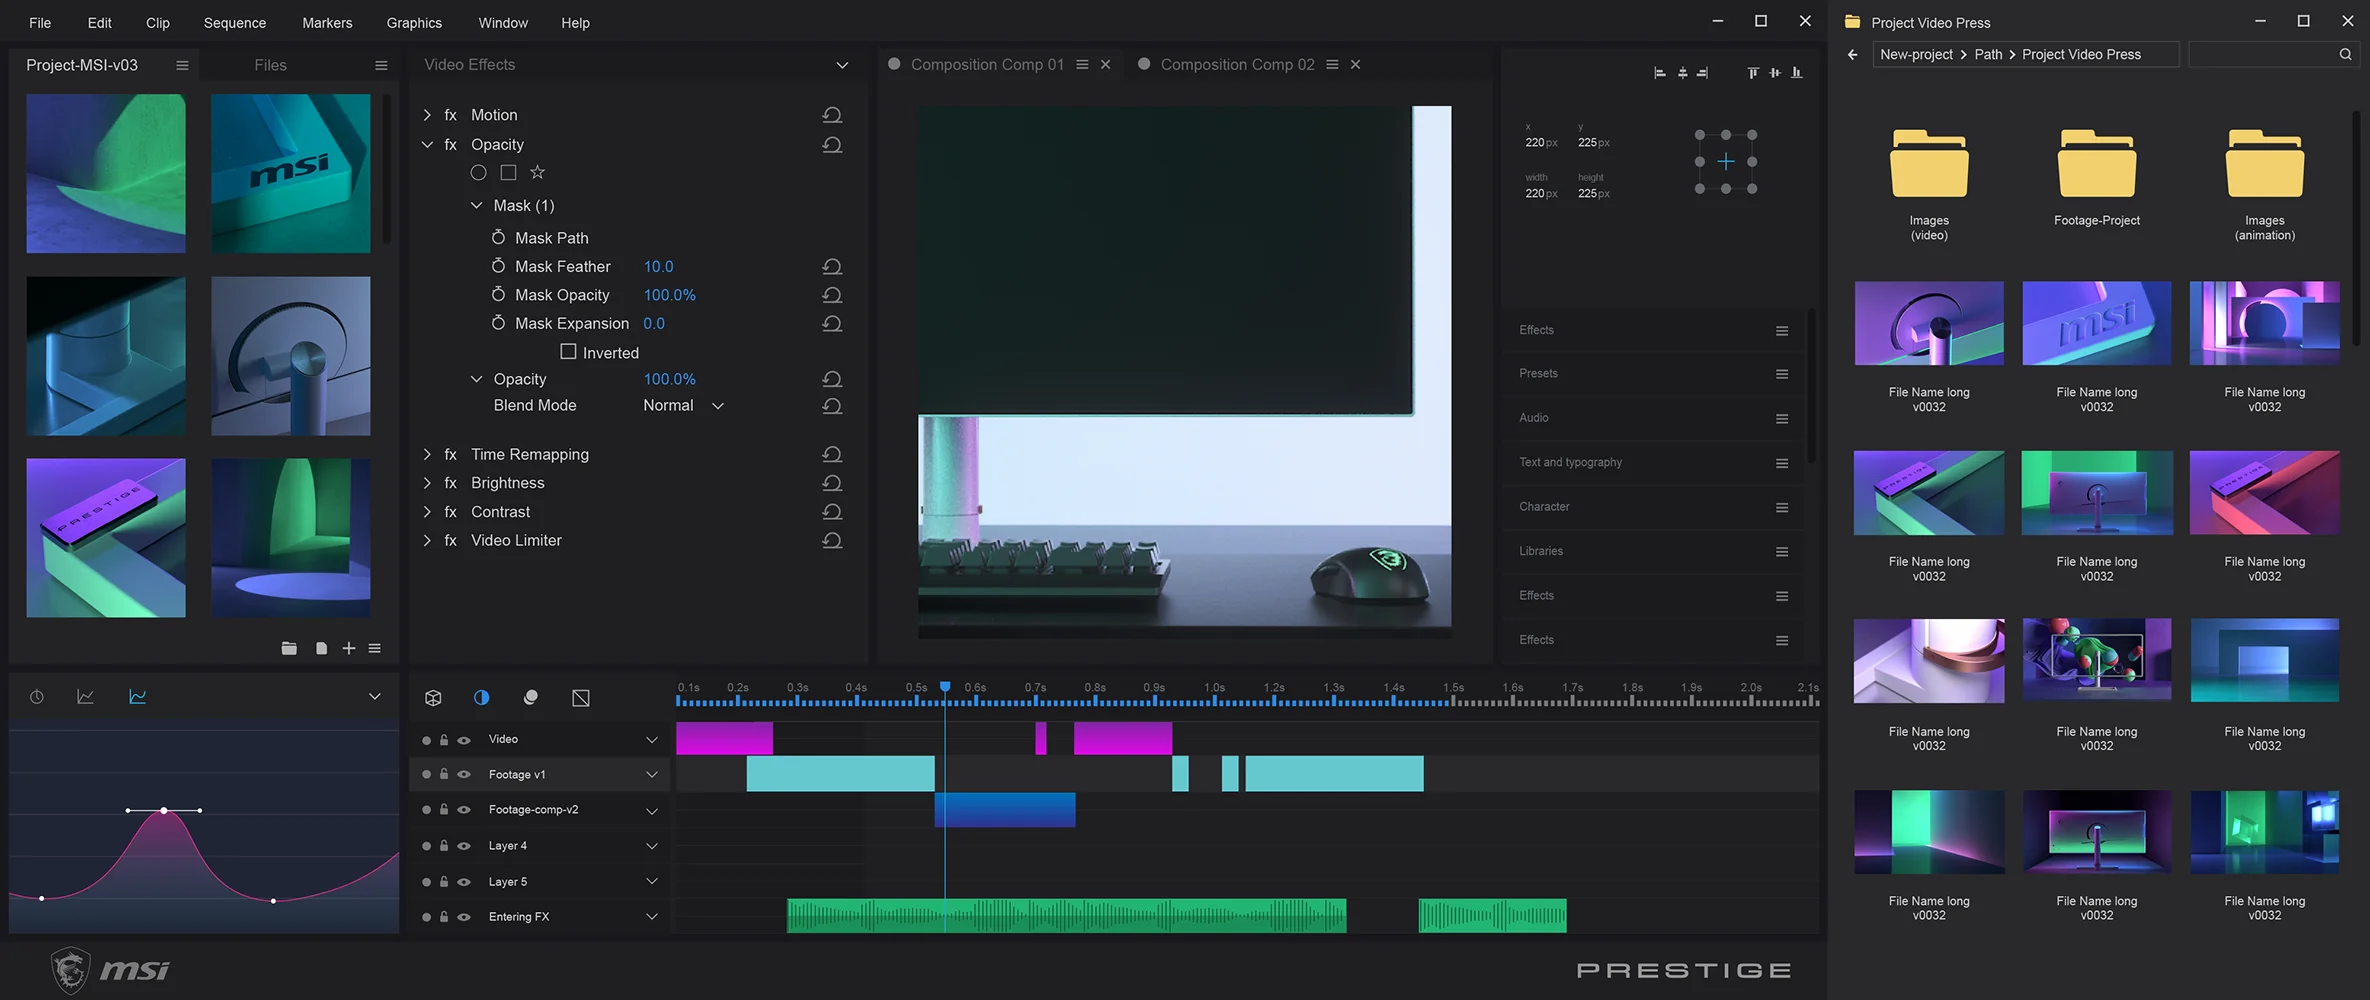 File Edit Clip Sequence Markers Graphics Window Help
Project-MSI-v03 Files
msi
PRESTIGE
Video Effects
fx Motion
fx Opacity
Mask (1)
Mask Path
Mask Feather 10.0
Mask Opacity 100.0%
Mask Expansion 0.0
Inverted
Opacity 100.0%
Blend Mode Normal
fx Time Remapping
fx Brightness
fx Contrast
fx Video Limiter
Composition Comp 01 Composition Comp 02
x y
220 px 225 px
width height
220 px 225 px
Effects
Presets
Audio
Text and typography
Character
Libraries
Effects
Effects
0.1s 0.2s 0.3s 0.4s 0.5s 0.6s 0.7s 0.8s 0.9s 1.0s 1.2s 1.3s 1.4s 1.5s 1.6s 1.7s 1.8s 1.9s 2.0s 2.1s
Video
Footage v1
Footage-comp-v2
Layer 4
Layer 5
Entering FX
msi
PRESTIGE
Project Video Press
New-project > Path > Project Video Press
Images Footage-Project Images
(video) (animation)
msi
File Name long File Name long File Name long
v0032 v0032 v0032
PRESTIGE PRESTIGE
File Name long File Name long File Name long
v0032 v0032 v0032
File Name long File Name long File Name long
v0032 v0032 v0032
File Name long File Name long File Name long
v0032 v0032 v0032